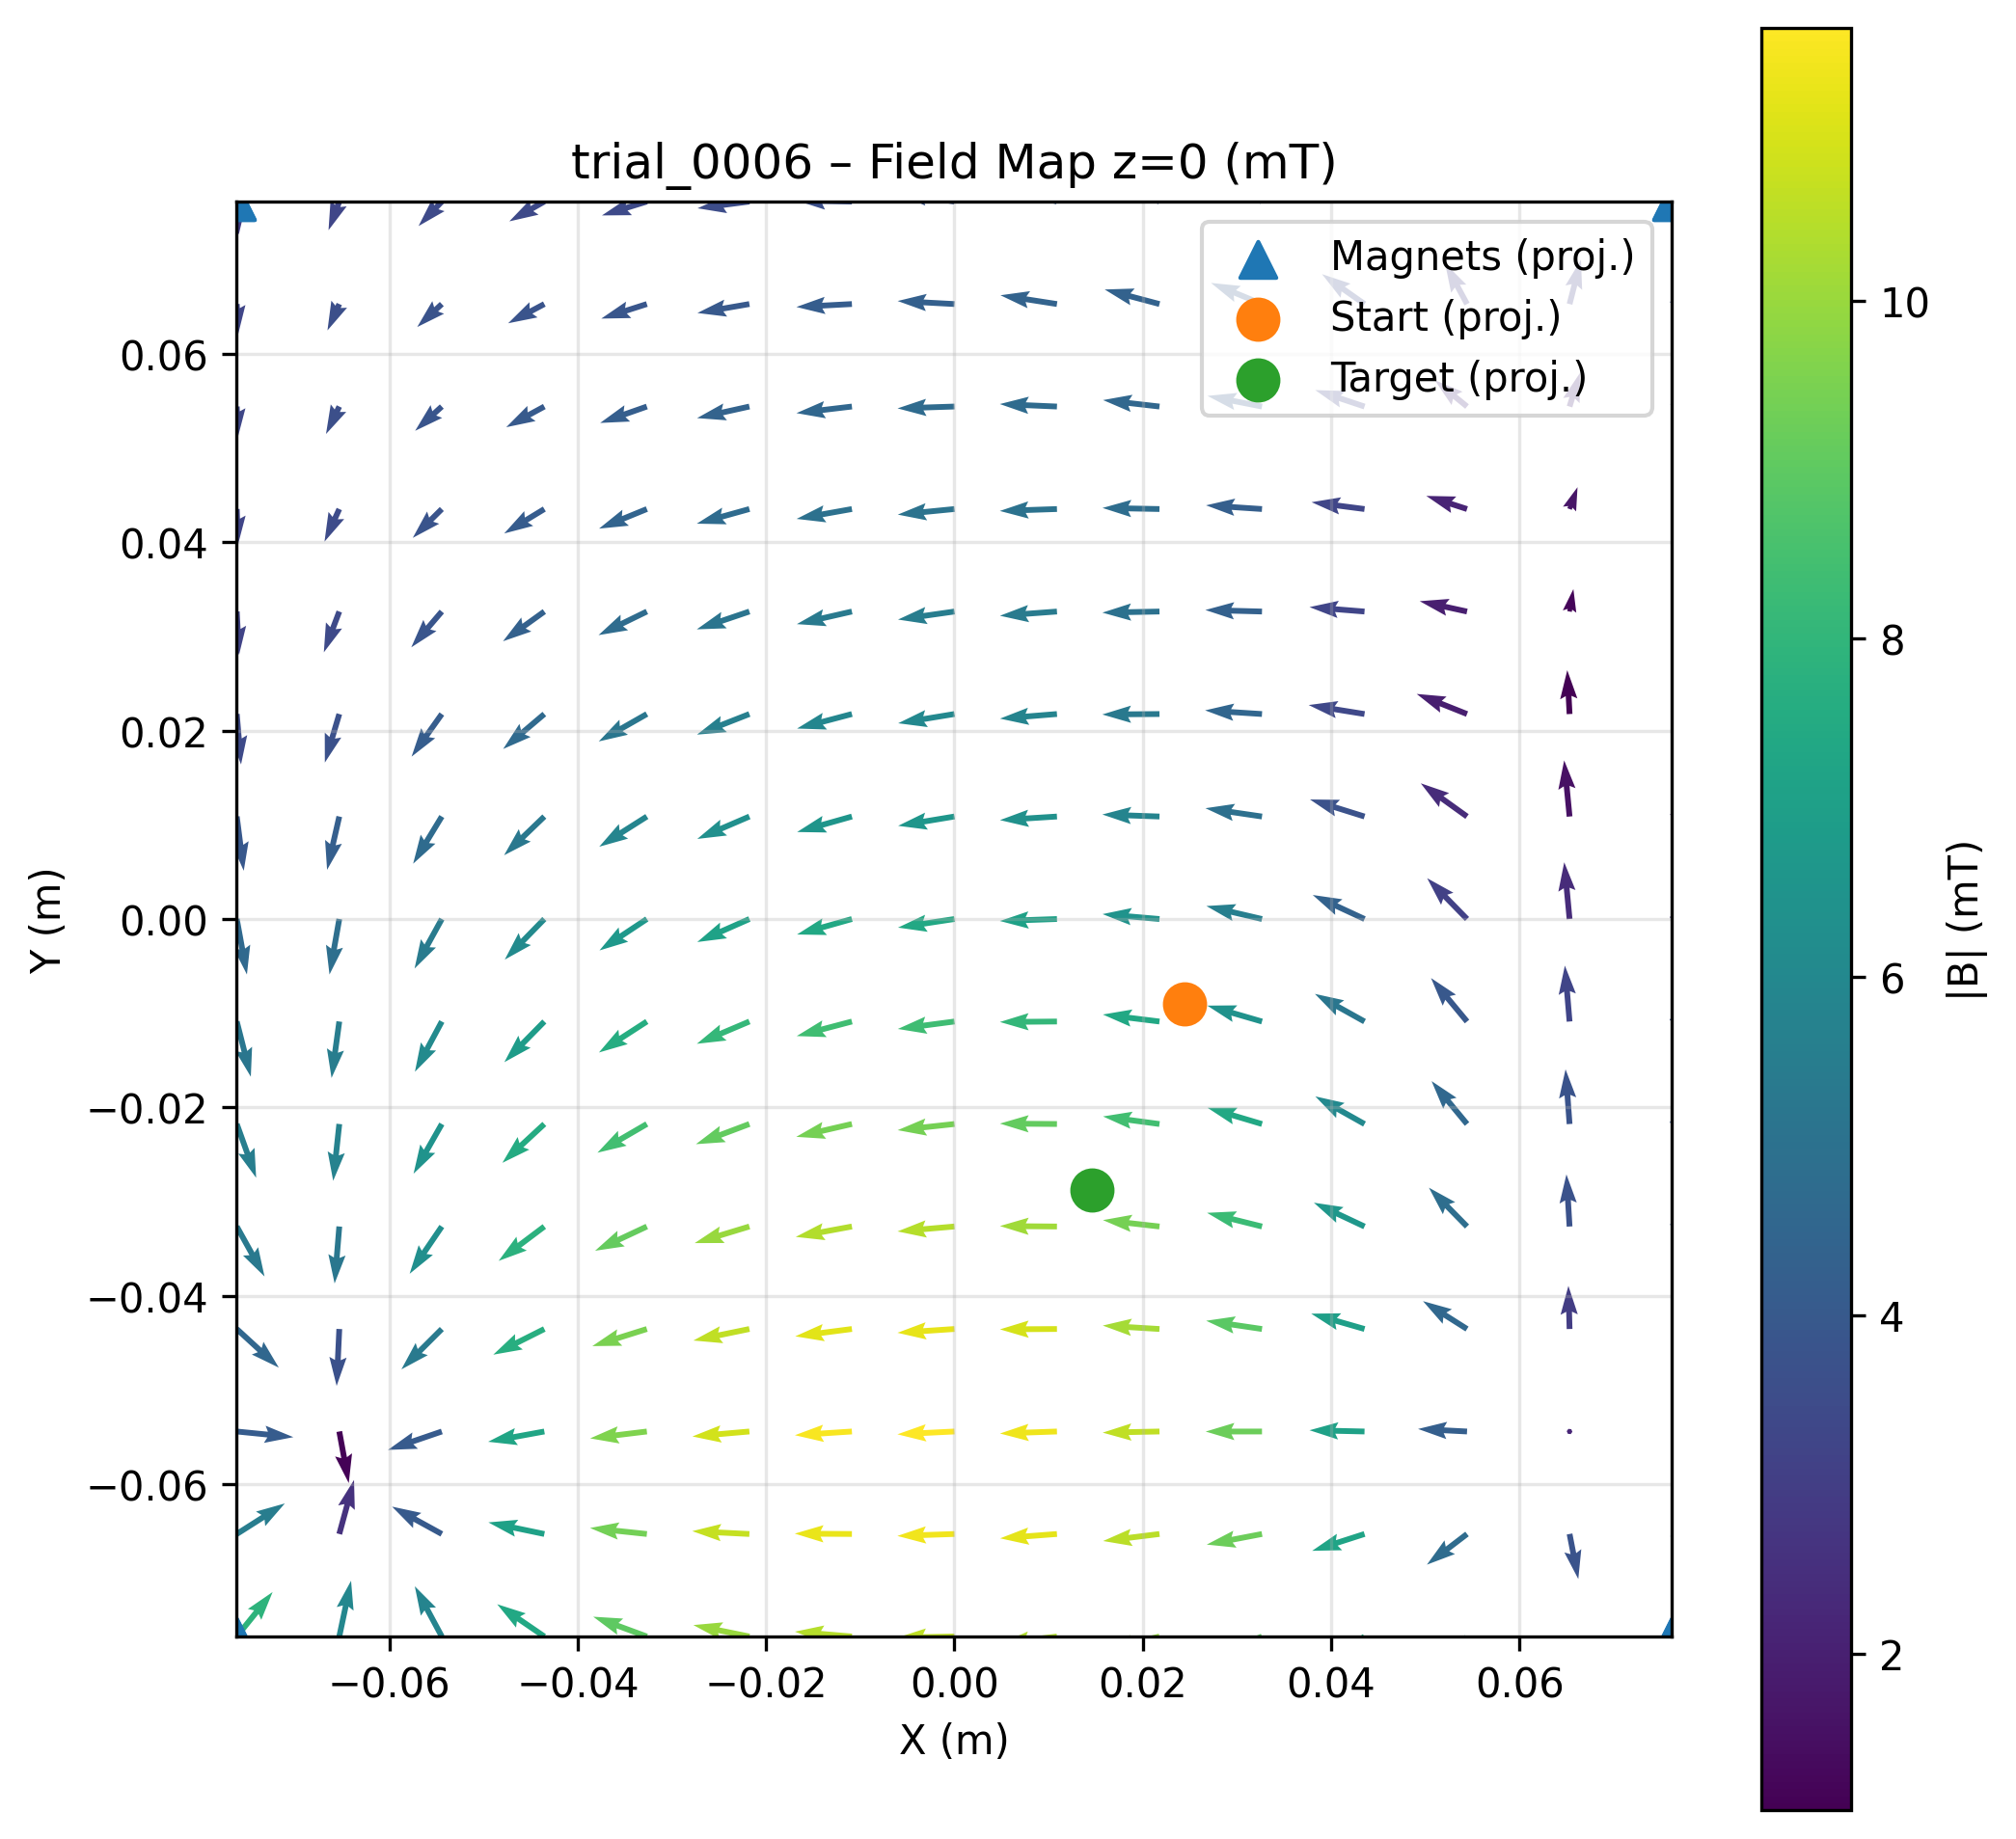 trial_0006 – Field Map z=0 (mT)
Magnets (proj.)
Start (proj.)
Target (proj.)
0.06
0.04
0.02
0.00
−0.02
−0.04
−0.06
Y (m)
−0.06 −0.04 −0.02 0.00 0.02 0.04 0.06
X (m)
10
8
6
4
2
|B| (mT)